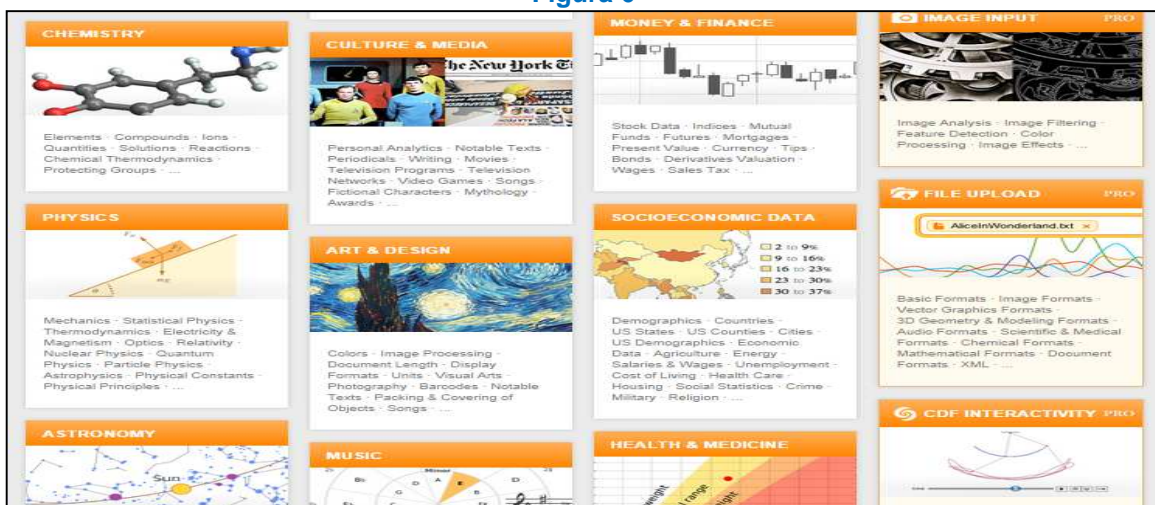 CHEMISTRY
Elements · Compounds · Ions ·
Quantities · Solutions · Reactions ·
Chemical Thermodynamics ·
Protecting Groups · ...
PHYSICS
Mechanics · Statistical Physics ·
Thermodynamics · Electricity &
Magnetism · Optics · Relativity ·
Nuclear Physics · Quantum
Physics · Particle Physics ·
Astrophysics · Physical Constants ·
Physical Principles · ...
ASTRONOMY
Sun
CULTURE & MEDIA
The New York
Personal Analytics · Notable Texts ·
Periodicals · Writing · Movies ·
Television Programs · Television
Networks · Video Games · Songs ·
Fictional Characters · Mythology ·
Awards · ...
ART & DESIGN
Colors · Image Processing ·
Document Length · Display
Formats · Units · Visual Arts ·
Photography · Barcodes · Notable
Texts · Packing & Covering of
Objects · Songs · ...
MUSIC
Minor
Bb G D A E B D
MONEY & FINANCE
Stock Data · Indices · Mutual
Funds · Futures · Mortgages ·
Present Value · Currency · Tips ·
Bonds · Derivatives Valuation ·
Wages · Sales Tax · ...
SOCIOECONOMIC DATA
2 to 9%
9 to 16%
16 to 23%
23 to 30%
30 to 37%
Demographics · Countries ·
US States · US Counties · Cities ·
US Demographics · Economic
Data · Agriculture · Energy ·
Salaries & Wages · Unemployment ·
Cost of Living · Health Care ·
Housing · Social Statistics · Crime ·
Military · Religion · ...
HEALTH & MEDICINE
weight
range
IMAGE INPUT PRO
Image Analysis · Image Filtering ·
Feature Detection · Color
Processing · Image Effects · ...
FILE UPLOAD PRO
AliceInWonderland.txt ×
Basic Formats · Image Formats ·
Vector Graphics Formats ·
3D Geometry & Modeling Formats ·
Audio Formats · Scientific & Medical
Formats · Chemical Formats ·
Mathematical Formats · Document
Formats · XML · ...
CDF INTERACTIVITY PRO